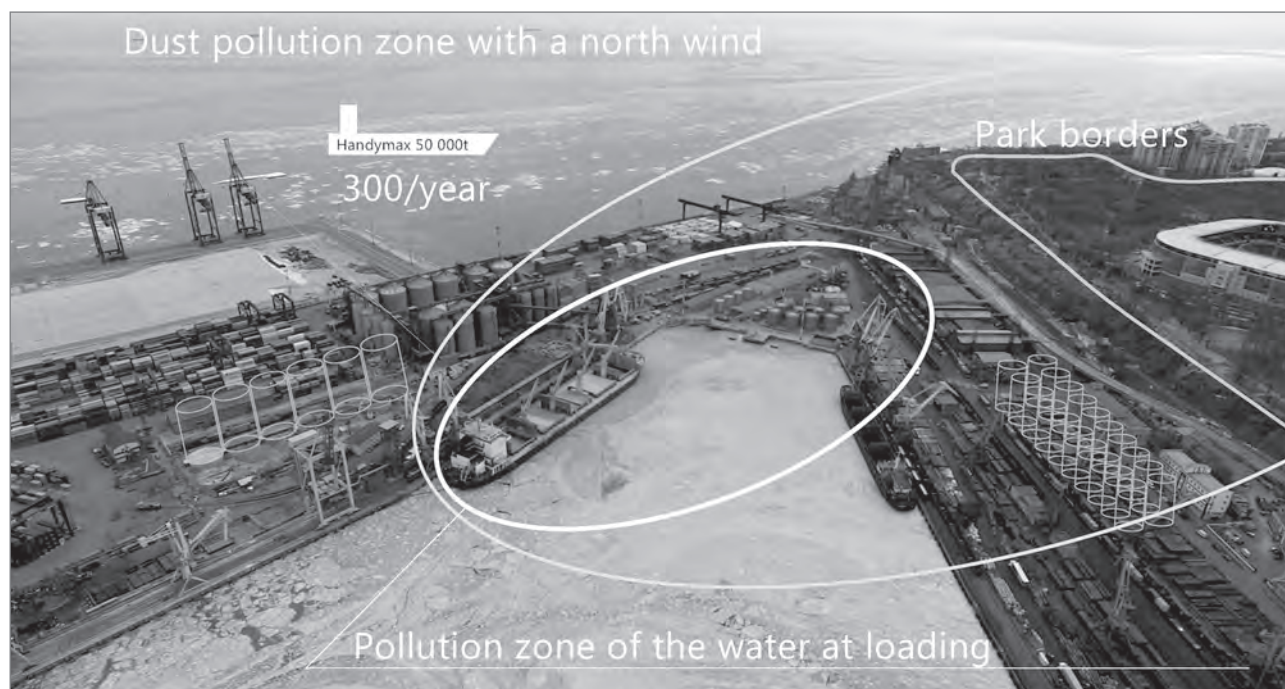 Dust pollution zone with a north wind
Handymax 50 000t
300/year
Park borders
Pollution zone of the water at loading